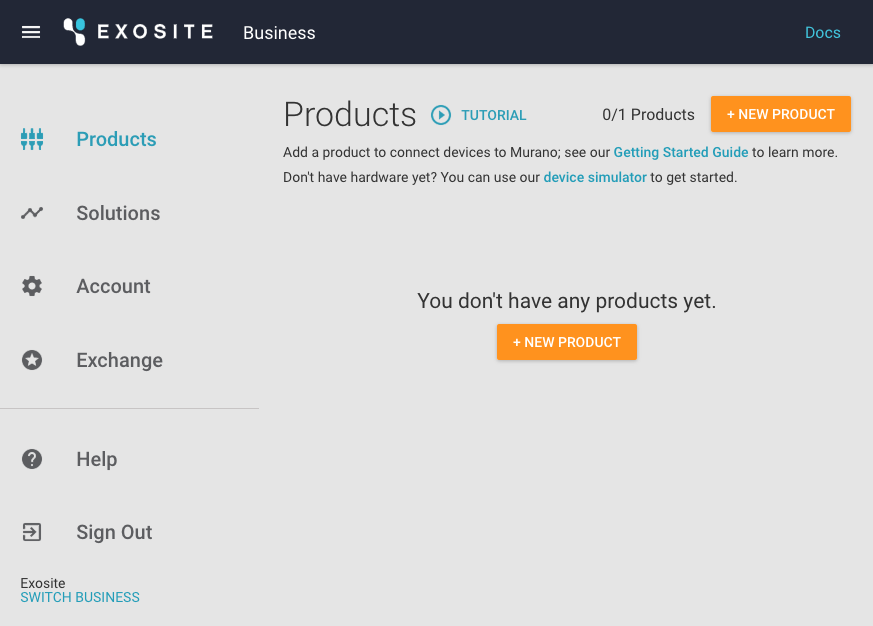 EXOSITE Business Docs
Products
Solutions
Account
Exchange
Help
Sign Out
Exosite
SWITCH BUSINESS
Products TUTORIAL 0/1 Products + NEW PRODUCT
Add a product to connect devices to Murano; see our Getting Started Guide to learn more.
Don't have hardware yet? You can use our device simulator to get started.
You don't have any products yet.
+ NEW PRODUCT